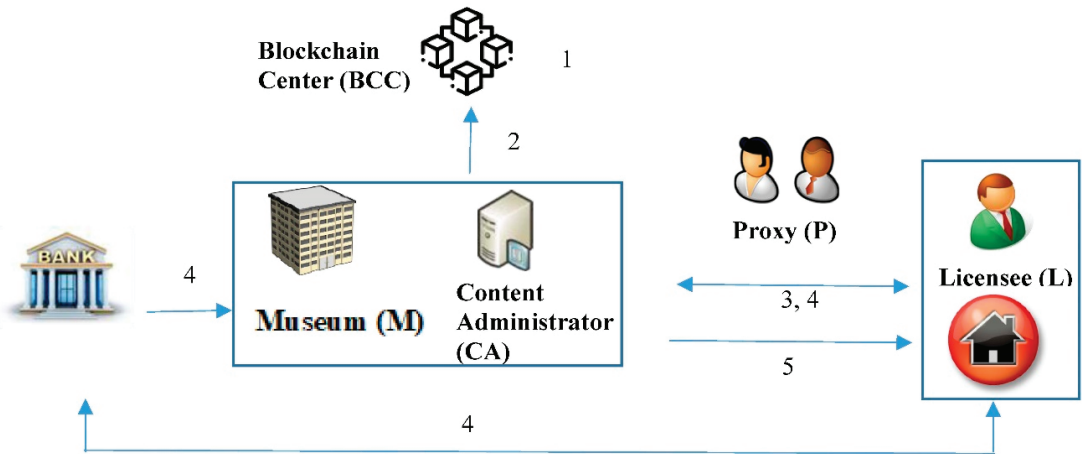 Blockchain
Center (BCC)
1
2
Proxy (P)
BANK
4
Museum (M)
Content
Administrator
(CA)
3, 4
5
Licensee (L)
4